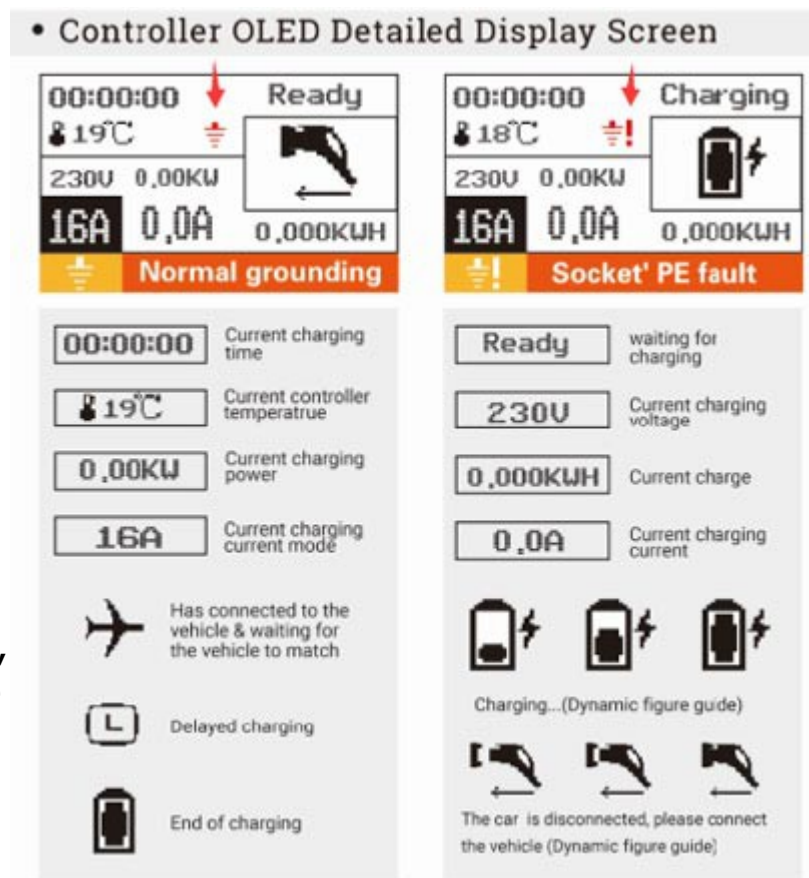 • Controller OLED Detailed Display Screen
00:00:00
Ready
19℃
230V 0.00KW
16A 0.0A 0.000KWH
Normal grounding
00:00:00
Charging
18℃
230V 0.00KW
16A 0.0A 0.000KWH
Socket' PE fault
00:00:00
Current charging
time
19℃
Current controller
temperatrue
0.00KW
Current charging
power
16A
Current charging
current mode
Has connected to the
vehicle & waiting for
the vehicle to match
L
Delayed charging
End of charging
Ready
waiting for
charging
230V
Current charging
voltage
0.000KWH
Current charge
0.0A
Current charging
current
Charging...(Dynamic figure guide)
The car is disconnected, please connect
the vehicle (Dynamic figure guide)